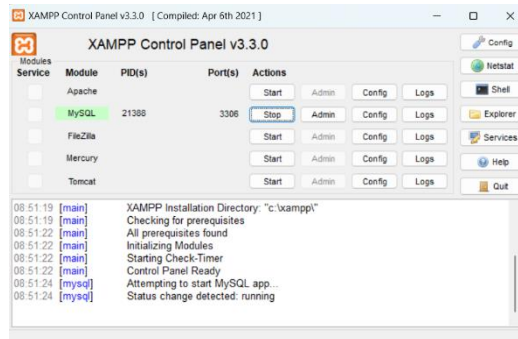 XAMPP Control Panel v3.3.0 [ Compiled: Apr 6th 2021 ]
XAMPP Control Panel v3.3.0
Config
Modules
Service Module PID(s) Port(s) Actions
Netstat
Apache Start Admin Config Logs
Shell
MySQL 21388 3306 Stop Admin Config Logs
Explorer
FileZilla Start Admin Config Logs
Services
Mercury Start Admin Config Logs
Help
Tomcat Start Admin Config Logs
Quit
08:51:19 [main] XAMPP Installation Directory: "c:\xampp\"
08:51:19 [main] Checking for prerequisites
08:51:22 [main] All prerequisites found
08:51:22 [main] Initializing Modules
08:51:22 [main] Starting Check-Timer
08:51:22 [main] Control Panel Ready
08:51:24 [mysql] Attempting to start MySQL app...
08:51:24 [mysql] Status change detected: running